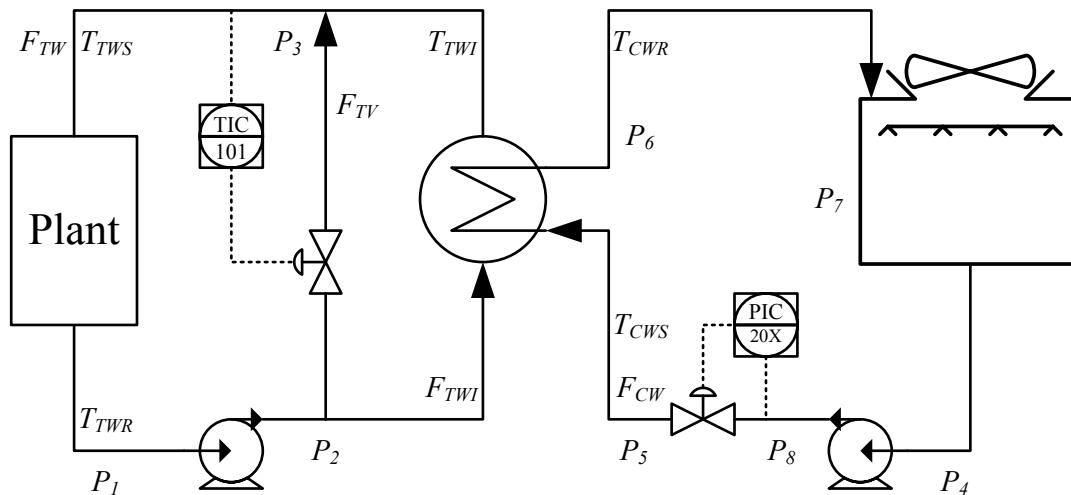 F_TW T_TWS
P_3
T_TWI
T_CWR
TIC
101
F_TV
P_6
Plant
P_7
T_CWS
PIC
20X
F_TWI
F_CW
T_TWR
P_1
P_2
P_5
P_8
P_4